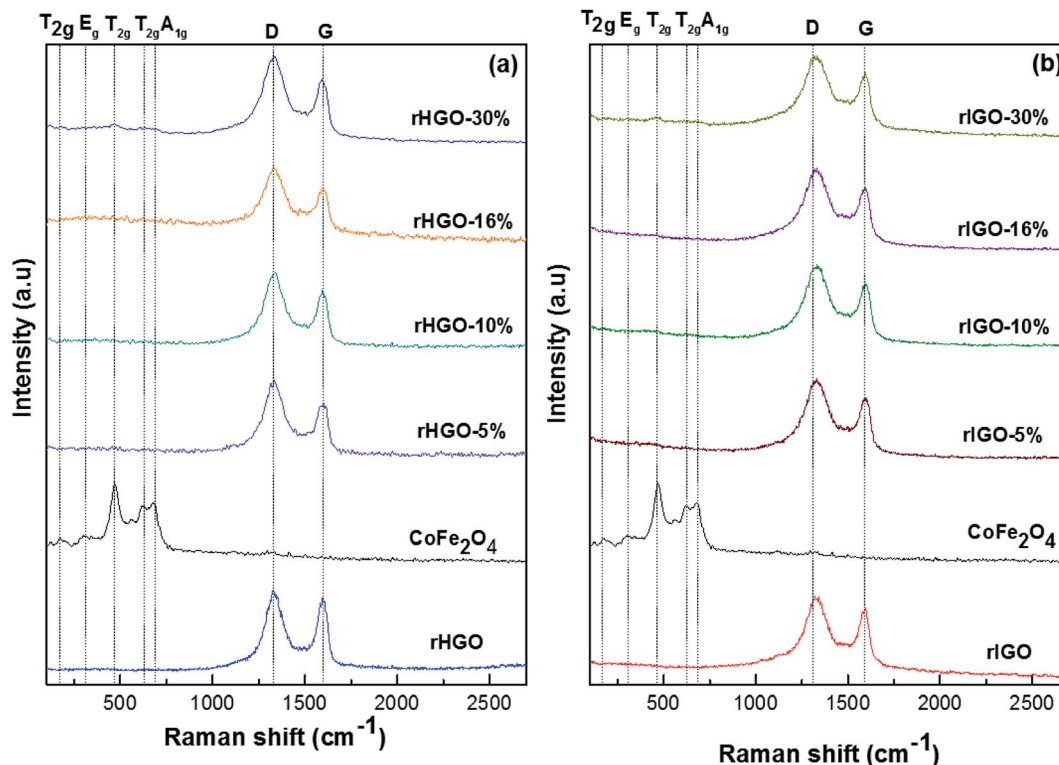 T2g Eg T2g T2g A1g D G
(a)
rHGO-30%
rHGO-16%
rHGO-10%
rHGO-5%
CoFe2O4
rHGO
Intensity (a.u)
500 1000 1500 2000 2500
Raman shift (cm-1)
T2g Eg T2g T2g A1g D G
(b)
rIGO-30%
rIGO-16%
rIGO-10%
rIGO-5%
CoFe2O4
rIGO
Intensity (a.u)
500 1000 1500 2000 2500
Raman shift (cm-1)